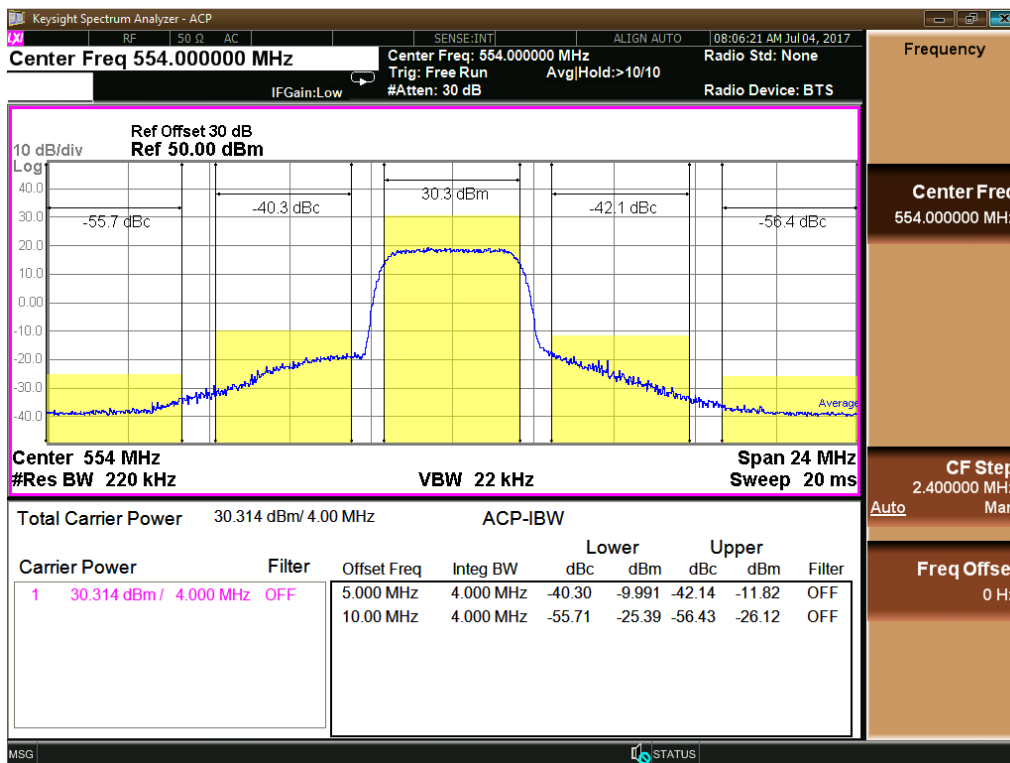 Keysight Spectrum Analyzer - ACP
LXI RF 50 Ω AC SENSE:INT ALIGN AUTO 08:06:21 AM Jul 04, 2017
Center Freq 554.000000 MHz
Center Freq: 554.000000 MHz Radio Std: None
Trig: Free Run Avg|Hold:>10/10
IFGain:Low #Atten: 30 dB Radio Device: BTS
Ref Offset 30 dB
10 dB/div Ref 50.00 dBm
Log
40.0
30.0
20.0
10.0
0.00
-10.0
-20.0
-30.0
-40.0
-55.7 dBc
-40.3 dBc
30.3 dBm
-42.1 dBc
-56.4 dBc
Average
Center 554 MHz Span 24 MHz
#Res BW 220 kHz VBW 22 kHz Sweep 20 ms
Total Carrier Power 30.314 dBm/ 4.00 MHz ACP-IBW
Lower Upper
Carrier Power Filter Offset Freq Integ BW dBc dBm dBc dBm Filter
1 30.314 dBm / 4.000 MHz OFF 5.000 MHz 4.000 MHz -40.30 -9.991 -42.14 -11.82 OFF
10.00 MHz 4.000 MHz -55.71 -25.39 -56.43 -26.12 OFF
MSG STATUS
Frequency
Center Freq
554.000000 MHz
CF Step
2.400000 MHz
Auto Man
Freq Offset
0 Hz